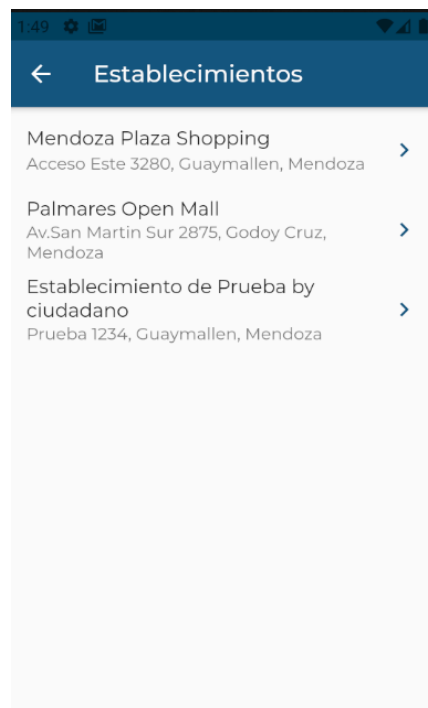 1:49
Establecimientos
Mendoza Plaza Shopping
Acceso Este 3280, Guaymallen, Mendoza
Palmares Open Mall
Av.San Martin Sur 2875, Godoy Cruz,
Mendoza
Establecimiento de Prueba by
ciudadano
Prueba 1234, Guaymallen, Mendoza